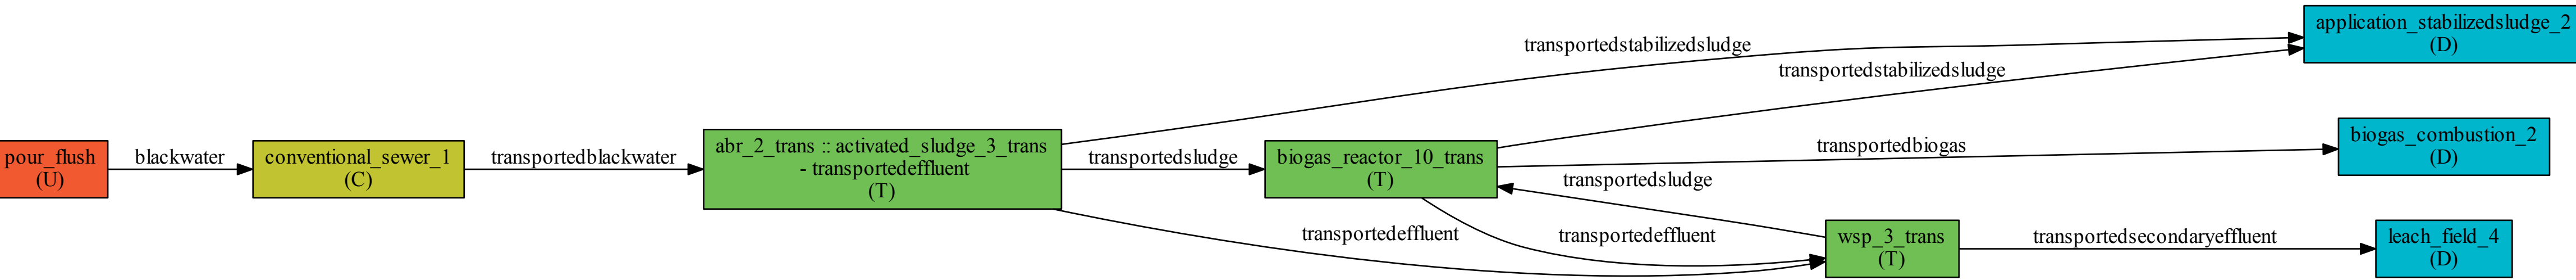 pour_flush
(U)
blackwater
conventional_sewer_1
(C)
transportedblackwater
abr_2_trans :: activated_sludge_3_trans
- transportedeffluent
(T)
transportedstabilizedsludge
transportedsludge
transportedeffluent
biogas_reactor_10_trans
(T)
transportedstabilizedsludge
transportedbiogas
transportedsludge
transportedeffluent
wsp_3_trans
(T)
transportedsecondaryeffluent
application_stabilizedsludge_2
(D)
biogas_combustion_2
(D)
leach_field_4
(D)